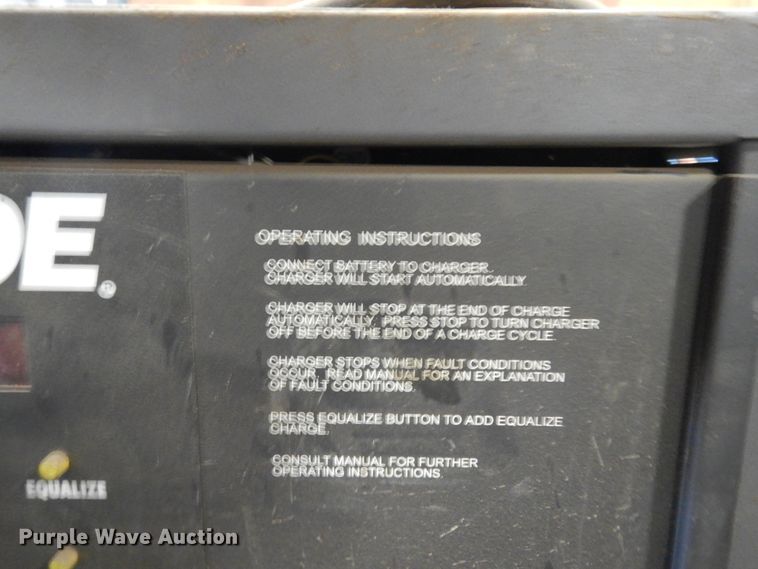 DE®
OPERATING INSTRUCTIONS
CONNECT BATTERY TO CHARGER.
CHARGER WILL START AUTOMATICALLY.
CHARGER WILL STOP AT THE END OF CHARGE
AUTOMATICALLY. PRESS STOP TO TURN CHARGER
OFF BEFORE THE END OF A CHARGE CYCLE.
CHARGER STOPS WHEN FAULT CONDITIONS
OCCUR. READ MANUAL FOR AN EXPLANATION
OF FAULT CONDITIONS.
PRESS EQUALIZE BUTTON TO ADD EQUALIZE
CHARGE.
CONSULT MANUAL FOR FURTHER
OPERATING INSTRUCTIONS.
EQUALIZE
Purple Wave Auction